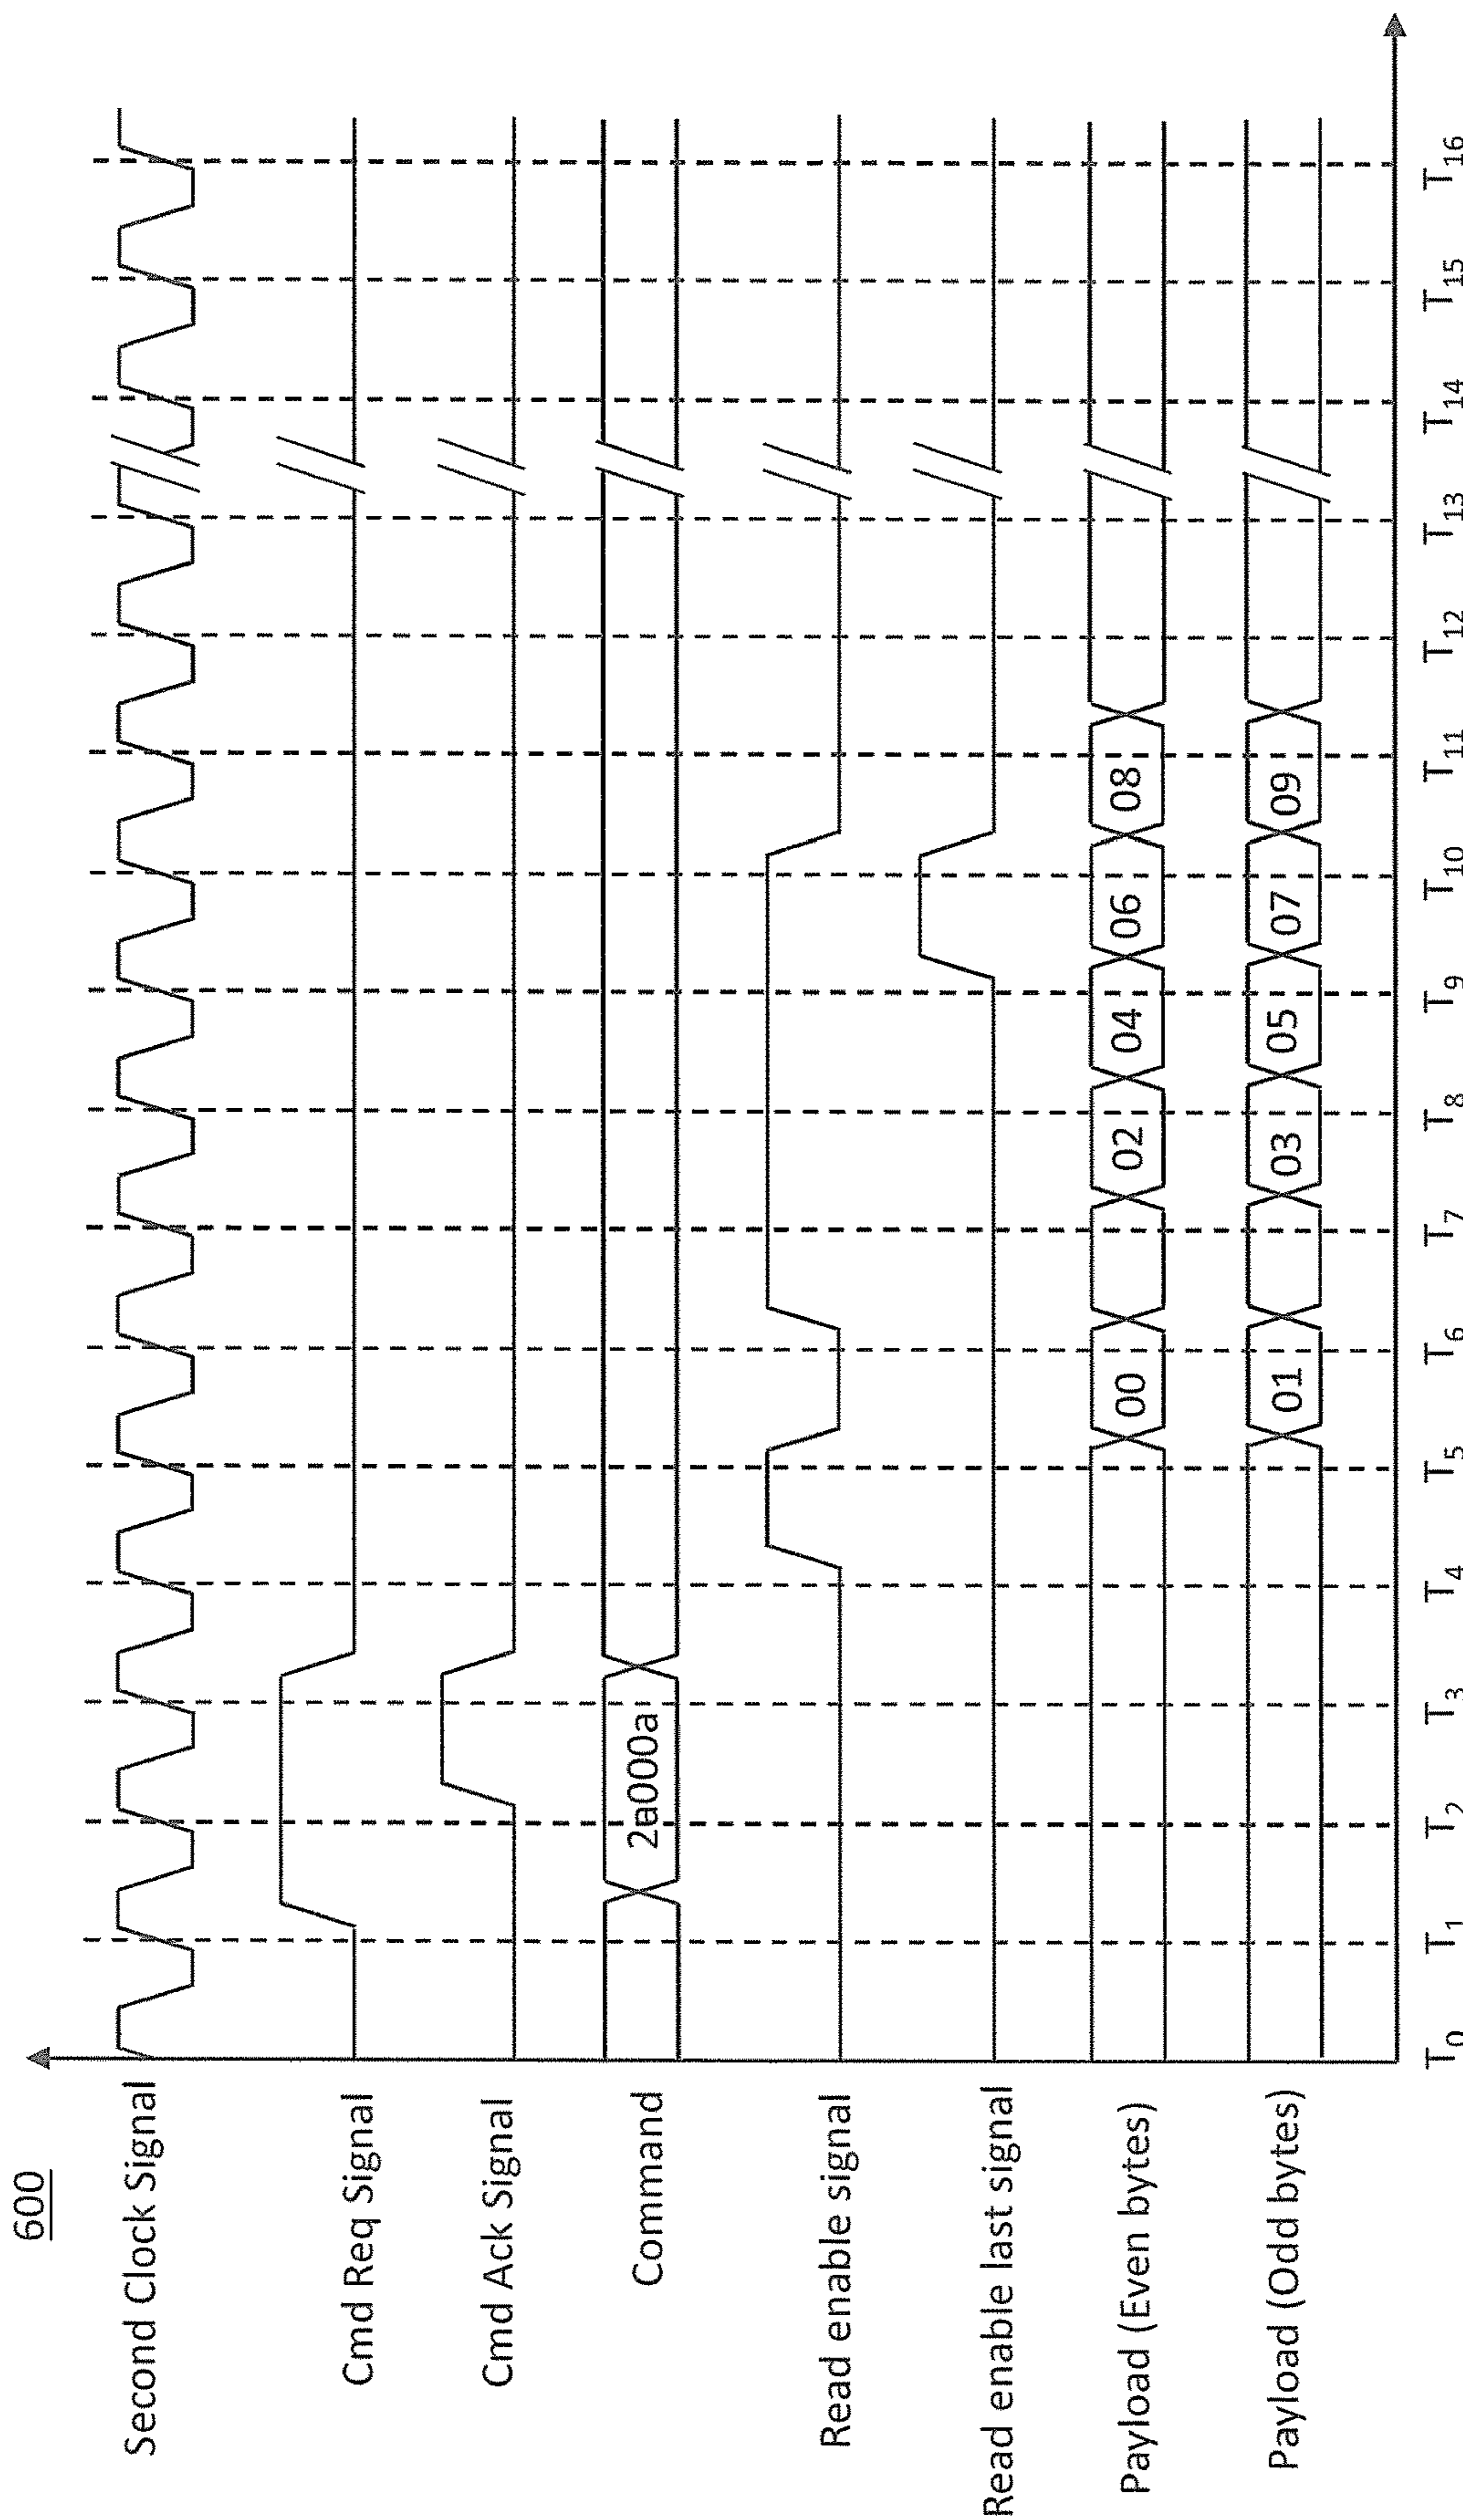 600
Second Clock Signal
Cmd Req Signal
Cmd Ack Signal
Command
2a000a
Read enable signal
Read enable last signal
Payload (Even bytes)
00 02 04 06 08
Payload (Odd bytes)
01 03 05 07 09
T0 T1 T2 T3 T4 T5 T6 T7 T8 T9 T10 T11 T12 T13 T14 T15 T16